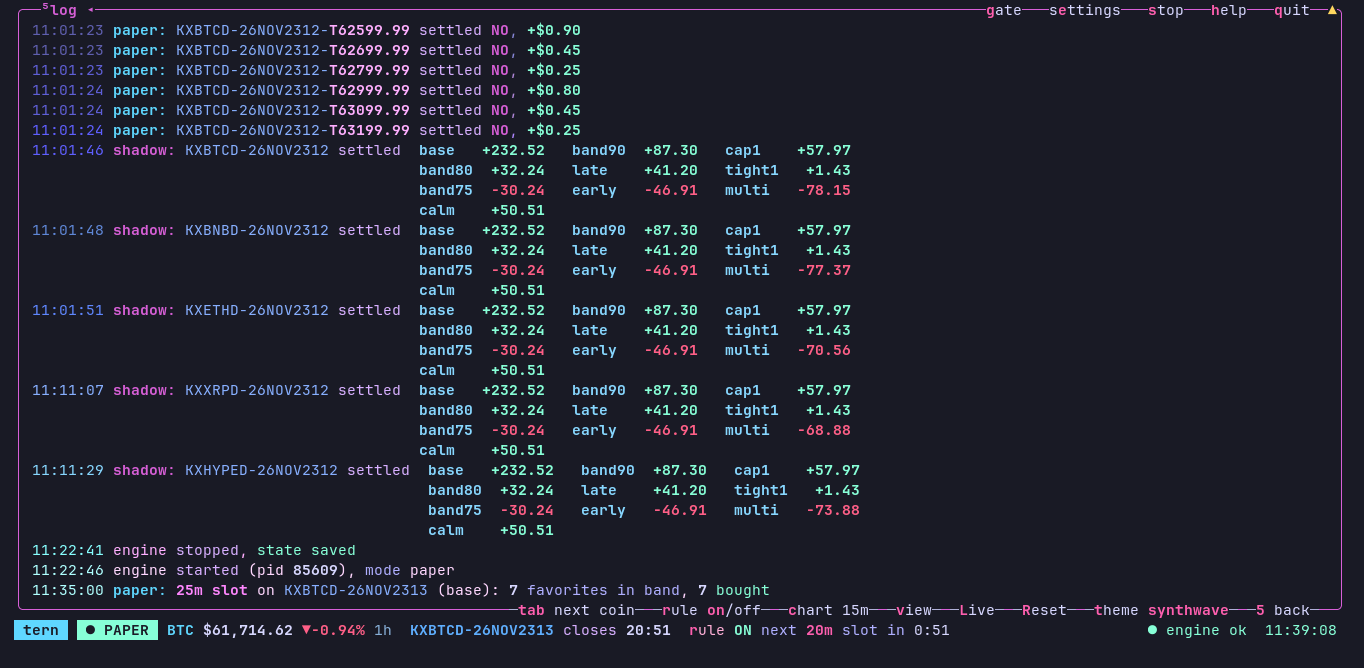 ⁵log ◂ gate settings stop help quit ▲
11:01:23 paper: KXBTCD-26NOV2312-T62599.99 settled NO, +$0.90
11:01:23 paper: KXBTCD-26NOV2312-T62699.99 settled NO, +$0.45
11:01:23 paper: KXBTCD-26NOV2312-T62799.99 settled NO, +$0.25
11:01:24 paper: KXBTCD-26NOV2312-T62999.99 settled NO, +$0.80
11:01:24 paper: KXBTCD-26NOV2312-T63099.99 settled NO, +$0.45
11:01:24 paper: KXBTCD-26NOV2312-T63199.99 settled NO, +$0.25
11:01:46 shadow: KXBTCD-26NOV2312 settled base +232.52 band90 +87.30 cap1 +57.97
band80 +32.24 late +41.20 tight1 +1.43
band75 -30.24 early -46.91 multi -78.15
calm +50.51
11:01:48 shadow: KXBNBD-26NOV2312 settled base +232.52 band90 +87.30 cap1 +57.97
band80 +32.24 late +41.20 tight1 +1.43
band75 -30.24 early -46.91 multi -77.37
calm +50.51
11:01:51 shadow: KXETHD-26NOV2312 settled base +232.52 band90 +87.30 cap1 +57.97
band80 +32.24 late +41.20 tight1 +1.43
band75 -30.24 early -46.91 multi -70.56
calm +50.51
11:11:07 shadow: KXXRPD-26NOV2312 settled base +232.52 band90 +87.30 cap1 +57.97
band80 +32.24 late +41.20 tight1 +1.43
band75 -30.24 early -46.91 multi -68.88
calm +50.51
11:11:29 shadow: KXHYPED-26NOV2312 settled base +232.52 band90 +87.30 cap1 +57.97
band80 +32.24 late +41.20 tight1 +1.43
band75 -30.24 early -46.91 multi -73.88
calm +50.51
11:22:41 engine stopped, state saved
11:22:46 engine started (pid 85609), mode paper
11:35:00 paper: 25m slot on KXBTCD-26NOV2313 (base): 7 favorites in band, 7 bought
tab next coin rule on/off chart 15m view Live Reset theme synthwave 5 back
tern ● PAPER BTC $61,714.62 ▼-0.94% 1h KXBTCD-26NOV2313 closes 20:51 rule ON next 20m slot in 0:51 ● engine ok 11:39:08